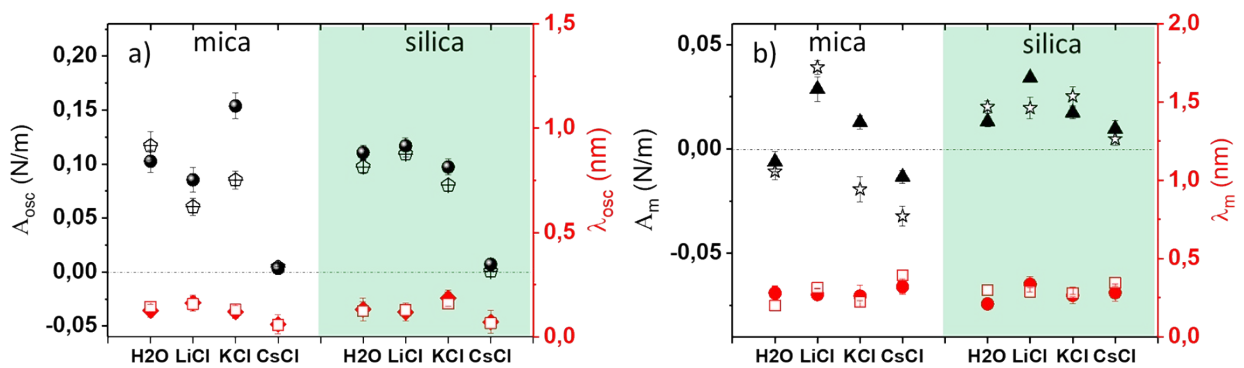 a) mica silica
0,20
0,15
0,10
0,05
0,00
-0,05
A_osc (N/m)
1,5
1,0
0,5
0,0
λ_osc (nm)
H2O LiCl KCl CsCl H2O LiCl KCl CsCl
b) mica silica
0,05
0,00
-0,05
A_m (N/m)
2,0
1,5
1,0
0,5
0,0
λ_m (nm)
H2O LiCl KCl CsCl H2O LiCl KCl CsCl